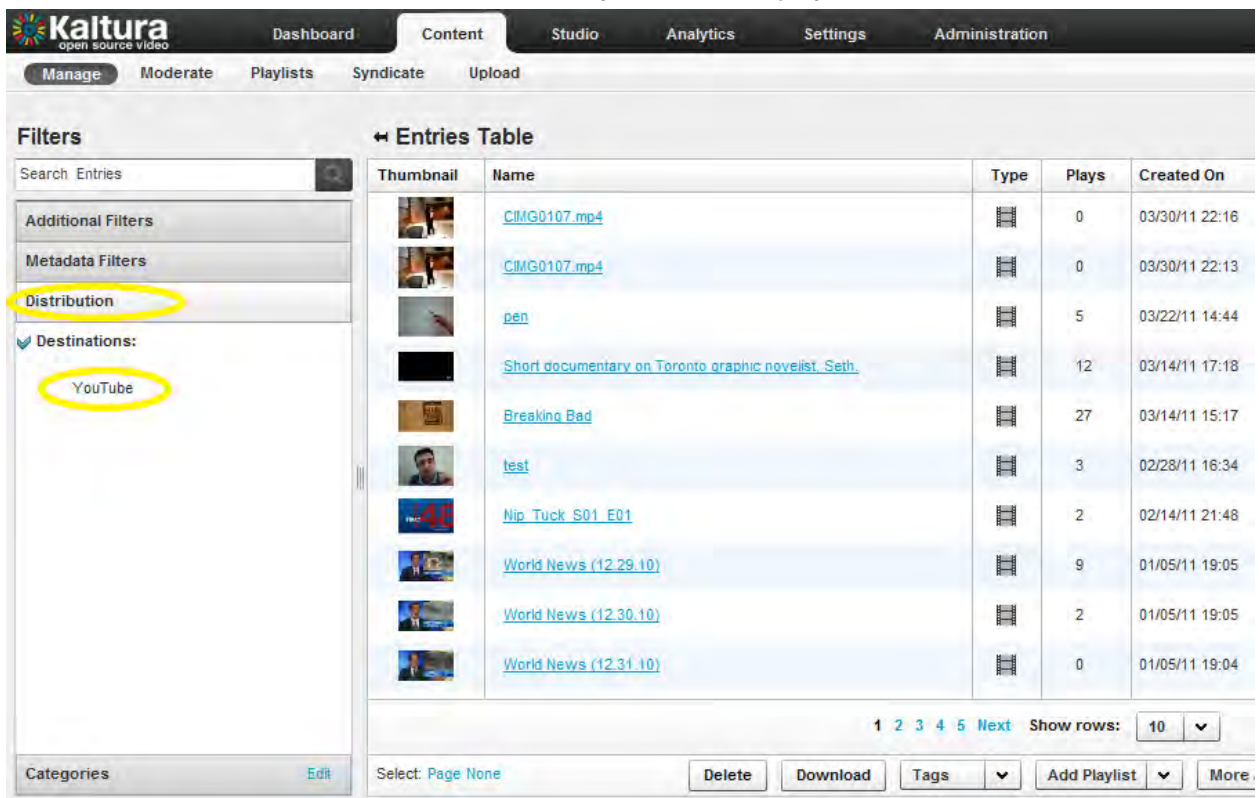 Kaltura
open source video
Dashboard Content Studio Analytics Settings Administration
Manage Moderate Playlists Syndicate Upload
Filters
Search Entries
Additional Filters
Metadata Filters
Distribution
Destinations:
YouTube
Categories Edit
Entries Table
Thumbnail Name Type Plays Created On
CIMG0107.mp4 0 03/30/11 22:16
CIMG0107.mp4 0 03/30/11 22:13
pen 5 03/22/11 14:44
Short documentary on Toronto graphic novelist, Seth. 12 03/14/11 17:18
Breaking Bad 27 03/14/11 15:17
test 3 02/28/11 16:34
Nip_Tuck_S01_E01 2 02/14/11 21:48
World News (12.29.10) 9 01/05/11 19:05
World News (12.30.10) 2 01/05/11 19:05
World News (12.31.10) 0 01/05/11 19:04
1 2 3 4 5 Next Show rows: 10
Select: Page None Delete Download Tags Add Playlist More